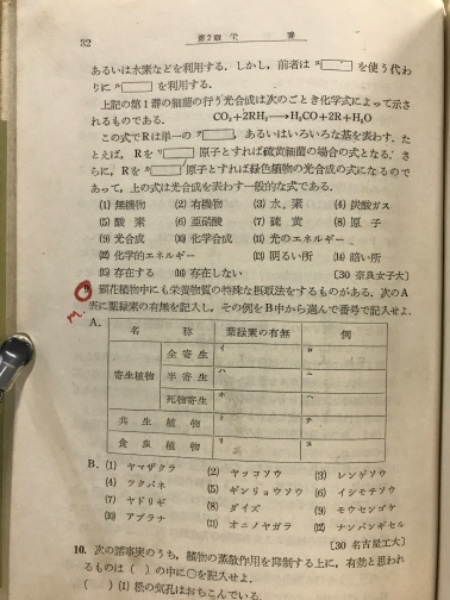 32
第2章 栄 養
あるいは水素などを利用する. しかし, 前者は を使う代わ
りに を利用する.
上記の第1群の細菌の行う光合成は次のごとき化学式によって示さ
れるものである. CO₂+2RH₂→H₂CO+2R+H₂O
この式でRは単一の , あるいはいろいろな基を表わす. た
とえば, Rを 原子とすれば硫黄細菌の場合の式となる. さ
らに, Rを 原子とすれば緑色植物の光合成の式になるので
あって, 上の式は光合成を表わす一般的な式である.
(1) 無機物 (2) 有機物 (3) 水 素 (4) 炭酸ガス
(5) 酸 素 (6) 亜硝酸 (7) 硫 黄 (8) 原 子
(9) 光合成 (10) 化学合成 (11) 光のエネルギー
(12) 化学的エネルギー (13) 明るい所 (14) 暗い所
(15) 存在する (16) 存在しない 〔30 奈良女子大〕
9. 顕花植物中にも栄養物質の特殊な摂取法をするものがある. 次のA
表に葉緑素の有無を記入し, その例をB中から選んで番号で記入せよ.
A.
名 称 葉緑素の有無 例
寄生植物 全寄生 イ ロ
半寄生 ハ ニ
死物寄生 ホ ヘ
共生植物 ト チ
食虫植物 リ ヌ
B. (1) ヤマザクラ (2) ヤッコソウ (3) レンゲソウ
(4) ツクバネ (5) ギンリョウソウ (6) イシモチソウ
(7) ヤドリギ (8) ダイズ (9) モウセンゴケ
(10) アブラナ (11) オニノヤガラ (12) ナンバンギセル
〔30 名古屋工大〕
10. 次の諸事実のうち, 植物の蒸散作用を抑制する上に, 有効と思われ
るものは ( ) の中に○を記入せよ.
( ) (1) 松の気孔はおちこんでいる.